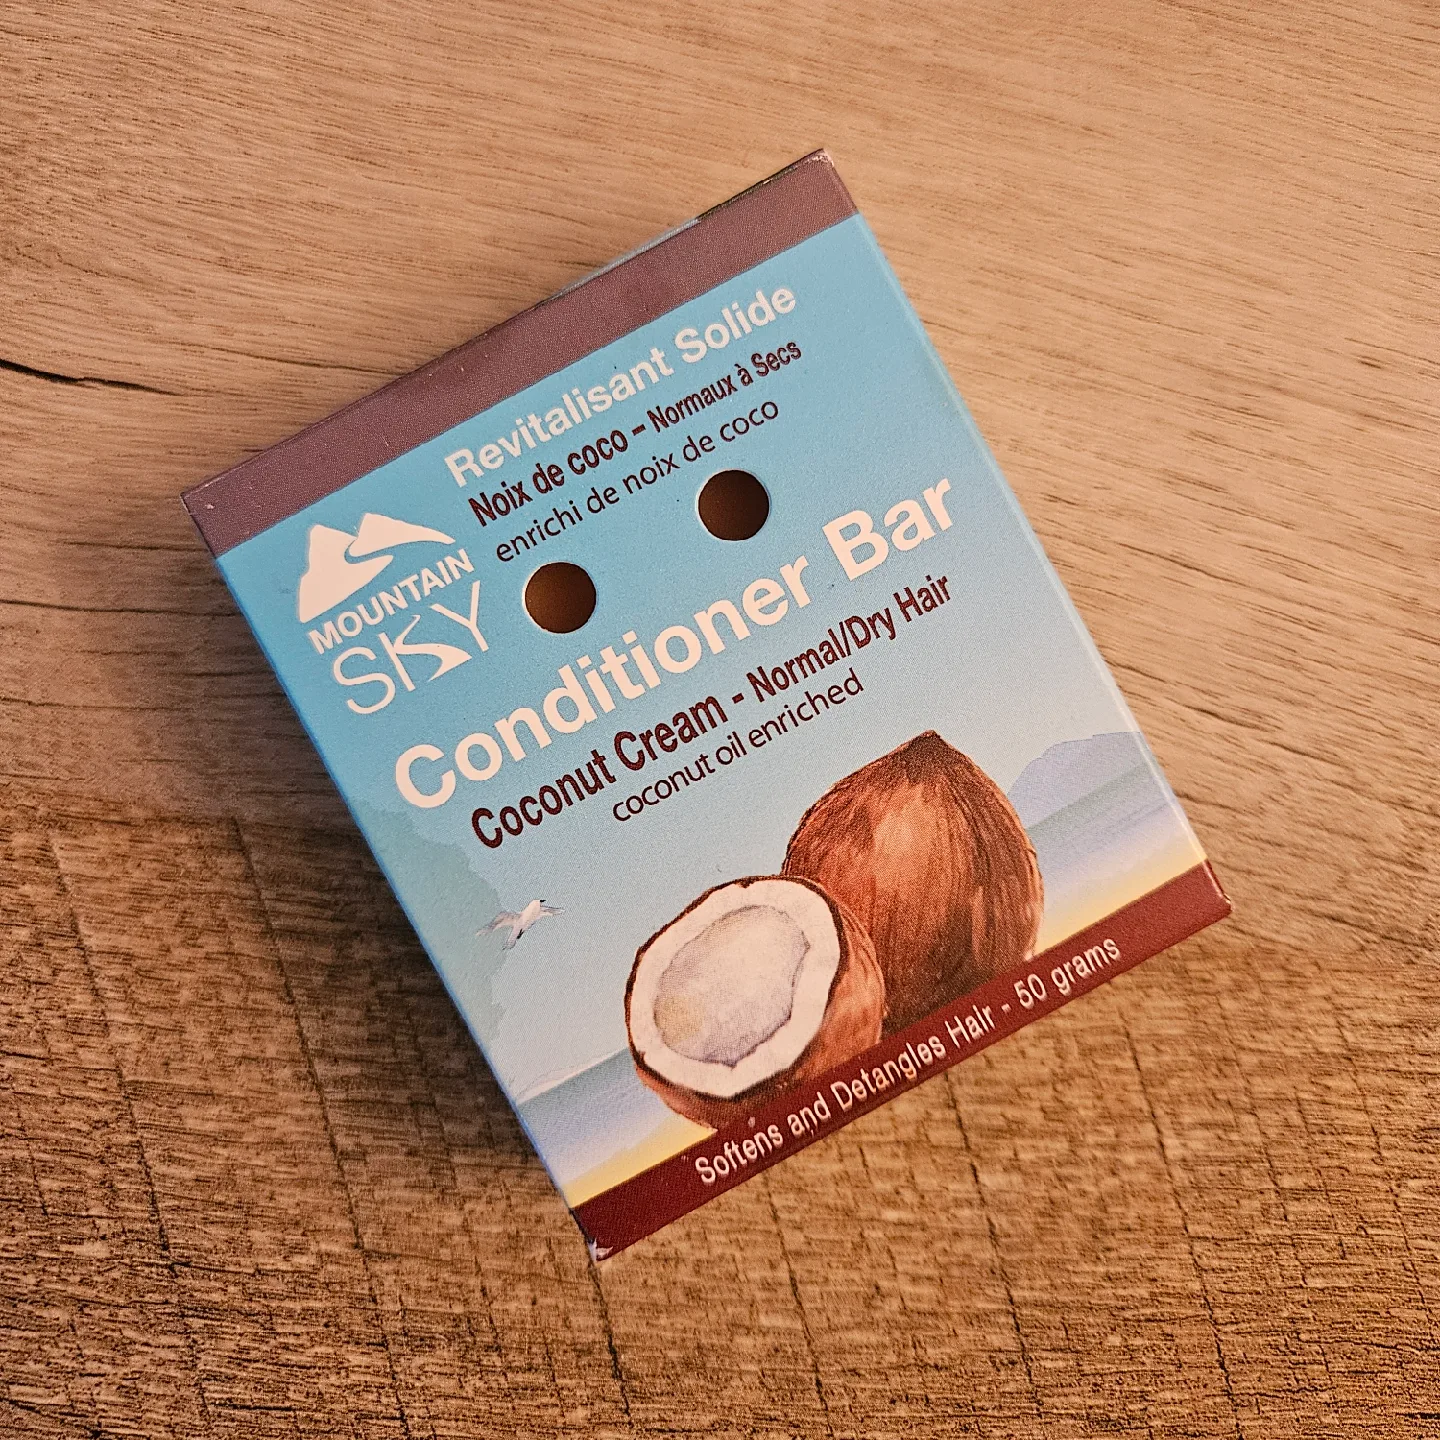 Revitalisant Solide
Noix de coco – Normaux à Secs
enrichi de noix de coco
MOUNTAIN
SKY
Conditioner Bar
Coconut Cream - Normal/Dry Hair
coconut oil enriched
Softens and Detangles Hair - 50 grams